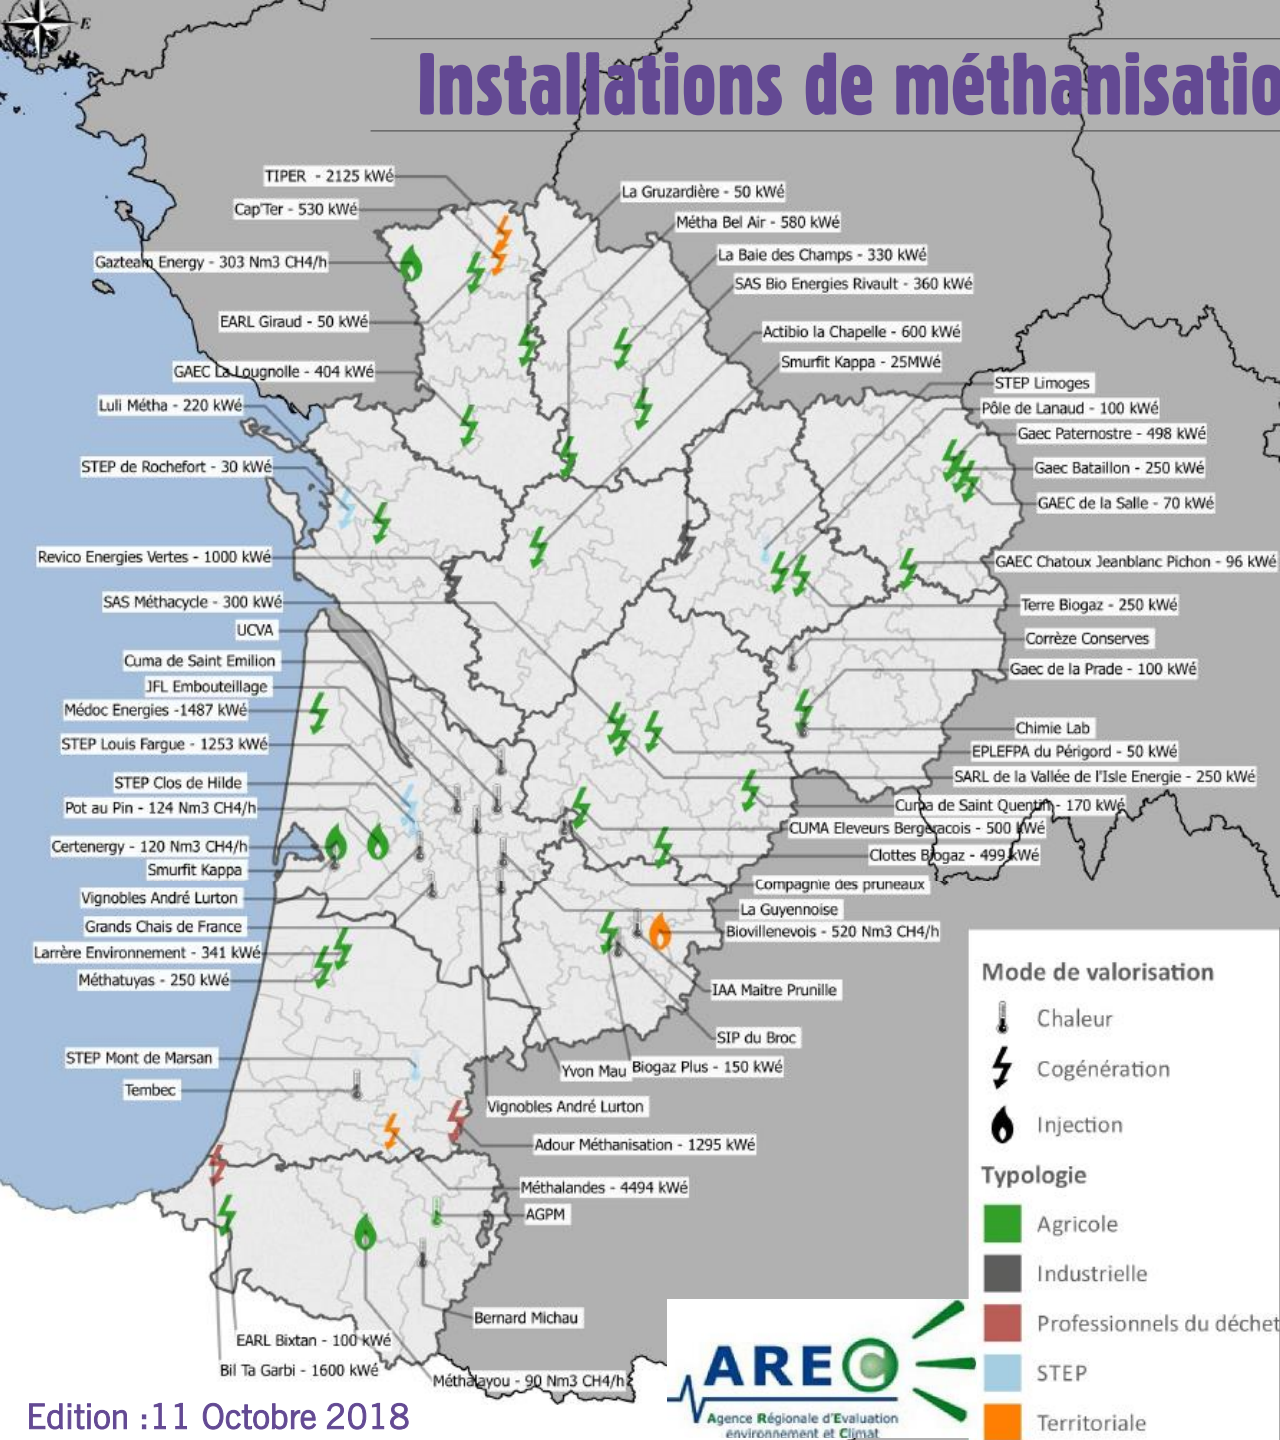 E
Installations de méthanisatio
TIPER - 2125 kWé
Cap'Ter - 530 kWé
Gazteam Energy - 303 Nm3 CH4/h
EARL Giraud - 50 kWé
GAEC La Lougnolle - 404 kWé
Luli Métha - 220 kWé
STEP de Rochefort - 30 kWé
Revico Energies Vertes - 1000 kWé
SAS Méthacycle - 300 kWé
UCVA
Cuma de Saint Emilion
JFL Embouteillage
Médoc Energies -1487 kWé
STEP Louis Fargue - 1253 kWé
STEP Clos de Hilde
Pot au Pin - 124 Nm3 CH4/h
Certenergy - 120 Nm3 CH4/h
Smurfit Kappa
Vignobles André Lurton
Grands Chais de France
Larrère Environnement - 341 kWé
Méthatuyas - 250 kWé
STEP Mont de Marsan
Tembec
La Gruzardière - 50 kWé
Métha Bel Air - 580 kWé
La Baie des Champs - 330 kWé
SAS Bio Energies Rivault - 360 kWé
Actibio la Chapelle - 600 kWé
Smurfit Kappa - 25MWé
STEP Limoges
Pôle de Lanaud - 100 kWé
Gaec Paternostre - 498 kWé
Gaec Bataillon - 250 kWé
GAEC de la Salle - 70 kWé
GAEC Chatoux Jeanblanc Pichon - 96 kWé
Terre Biogaz - 250 kWé
Corrèze Conserves
Gaec de la Prade - 100 kWé
Chimie Lab
EPLEFPA du Périgord - 50 kWé
SARL de la Vallée de l'Isle Energie - 250 kWé
Cuma de Saint Quentin - 170 kWé
CUMA Eleveurs Bergeracois - 500 kWé
Clottes Biogaz - 499 kWé
Compagnie des pruneaux
La Guyennoise
Biovillenevois - 520 Nm3 CH4/h
IAA Maitre Prunille
SIP du Broc
Biogaz Plus - 150 kWé
Yvon Mau
Vignobles André Lurton
Adour Méthanisation - 1295 kWé
Méthalandes - 4494 kWé
AGPM
Bernard Michau
EARL Bixtan - 100 kWé
Bil Ta Garbi - 1600 kWé
Méthalayou - 90 Nm3 CH4/h
Mode de valorisation
Chaleur
Cogénération
Injection
Typologie
Agricole
Industrielle
Professionnels du déchet
STEP
Territoriale
AREC
Agence Régionale d'Evaluation
environnement et Climat
Edition :11 Octobre 2018